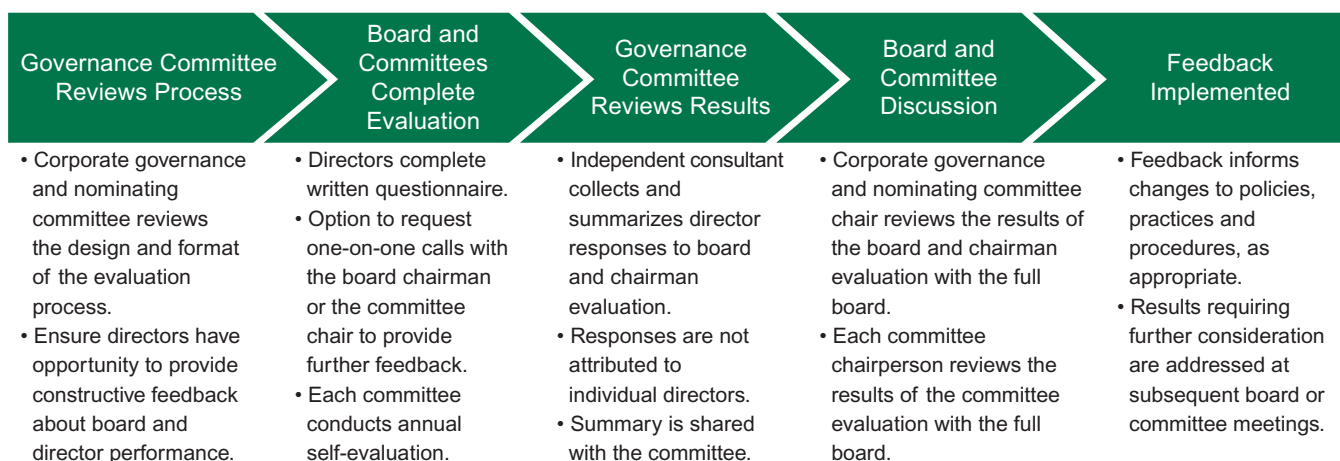 Governance Committee
Reviews Process
Board and
Committees
Complete
Evaluation
Governance
Committee
Reviews Results
Board and
Committee
Discussion
Feedback
Implemented
• Corporate governance
and nominating
committee reviews
the design and format
of the evaluation
process.
• Ensure directors have
opportunity to provide
constructive feedback
about board and
director performance.
• Directors complete
written questionnaire.
• Option to request
one-on-one calls with
the board chairman
or the committee
chair to provide
further feedback.
• Each committee
conducts annual
self-evaluation.
• Independent consultant
collects and
summarizes director
responses to board
and chairman
evaluation.
• Responses are not
attributed to
individual directors.
• Summary is shared
with the committee.
• Corporate governance
and nominating committee
chair reviews the results of
the board and chairman
evaluation with the full
board.
• Each committee
chairperson reviews the
results of the committee
evaluation with the full
board.
• Feedback informs
changes to policies,
practices and
procedures, as
appropriate.
• Results requiring
further consideration
are addressed at
subsequent board or
committee meetings.